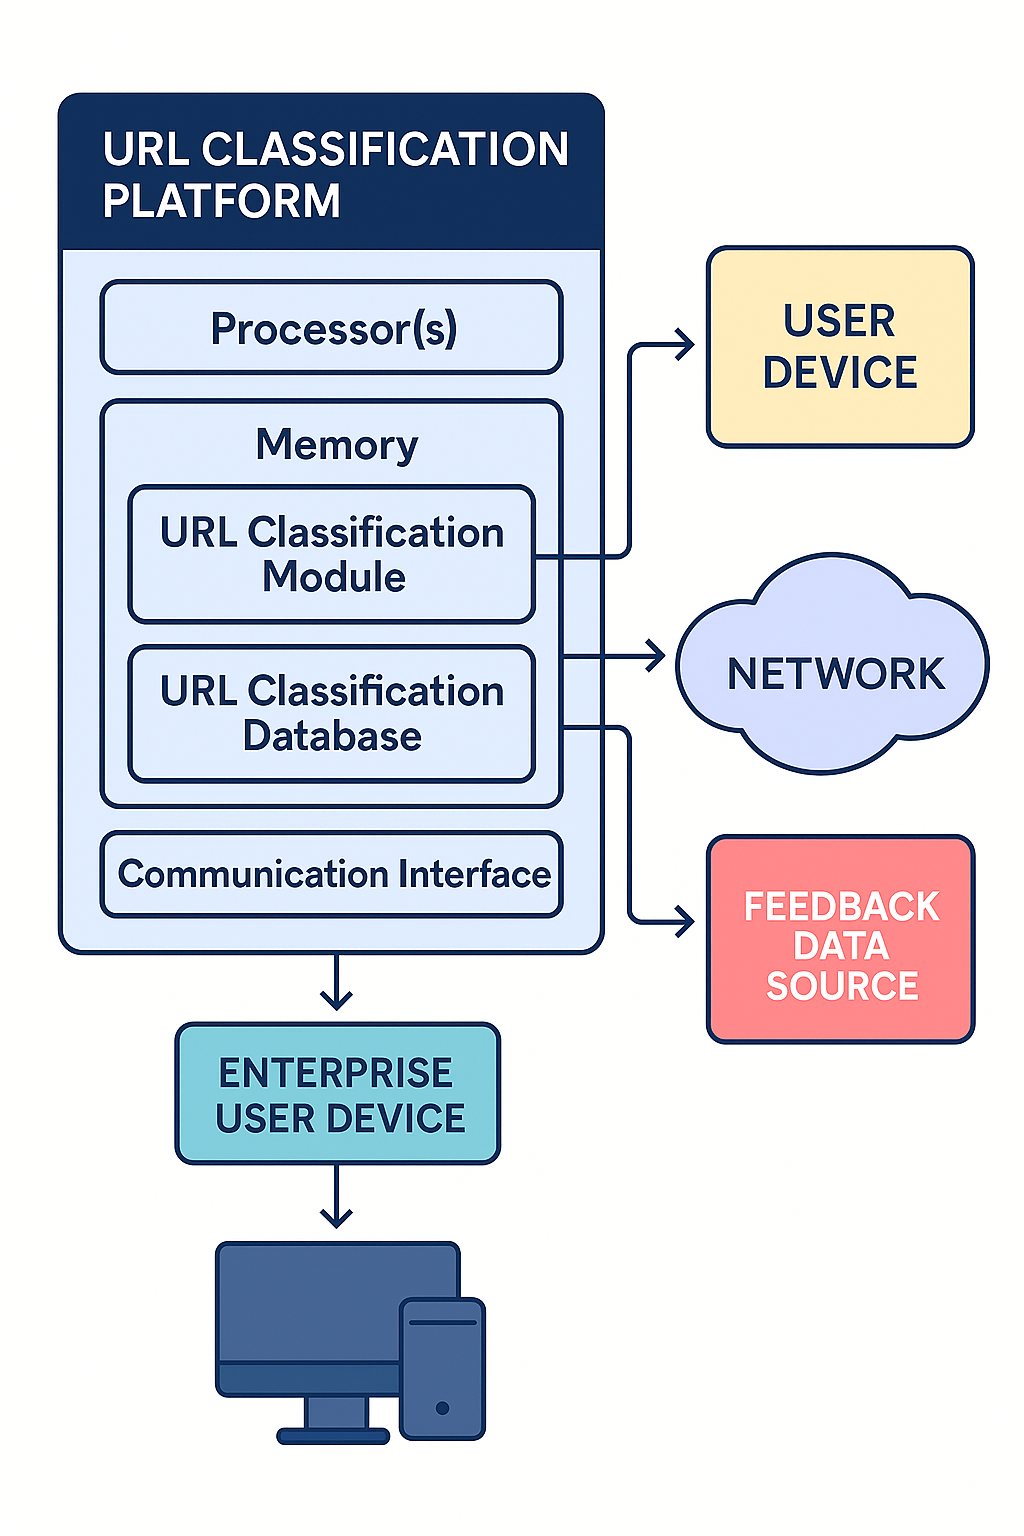 URL CLASSIFICATION
PLATFORM
Processor(s)
Memory
URL Classification
Module
URL Classification
Database
Communication Interface
USER
DEVICE
NETWORK
FEEDBACK
DATA
SOURCE
ENTERPRISE
USER DEVICE